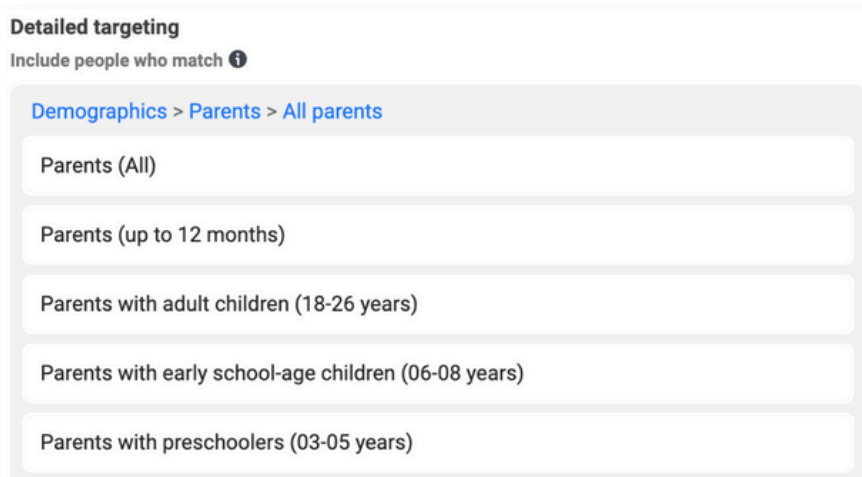 Detailed targeting
Include people who match
Demographics > Parents > All parents
Parents (All)
Parents (up to 12 months)
Parents with adult children (18-26 years)
Parents with early school-age children (06-08 years)
Parents with preschoolers (03-05 years)